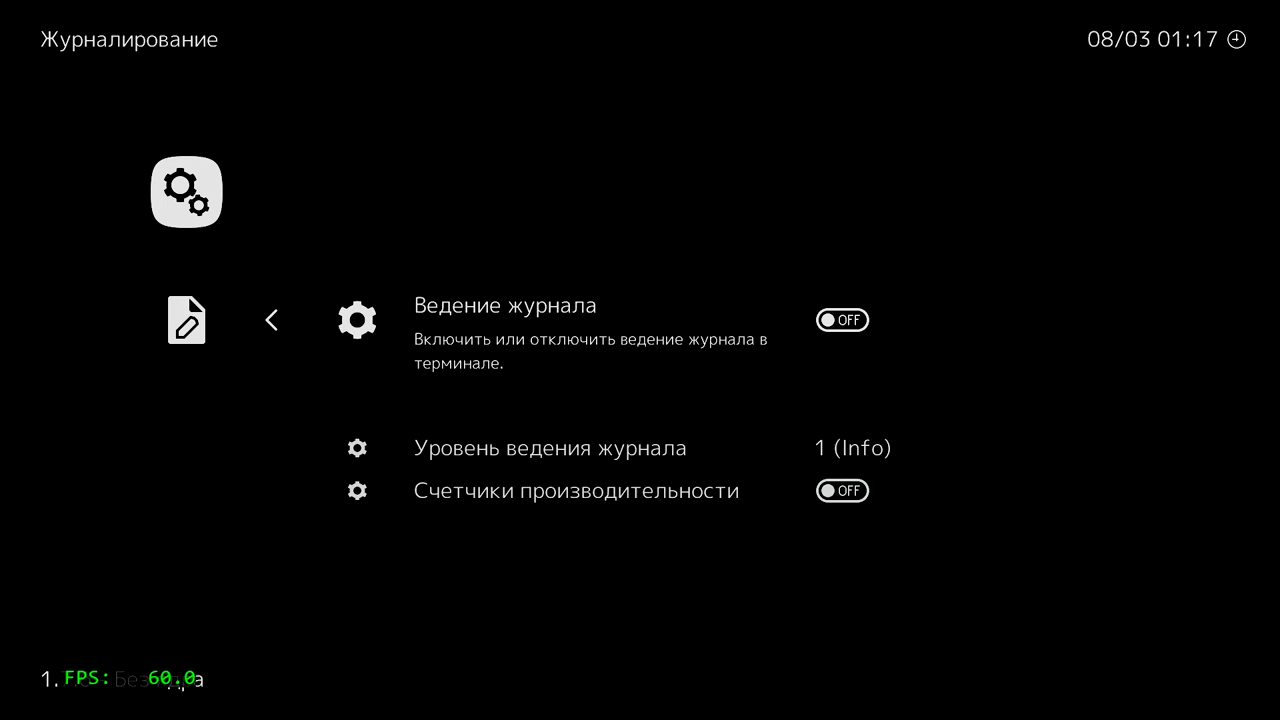 Журналирование
08/03 01:17
Ведение журнала
Включить или отключить ведение журнала в
терминале.
OFF
Уровень ведения журнала
1 (Info)
Счетчики производительности
OFF
FPS: 60.0